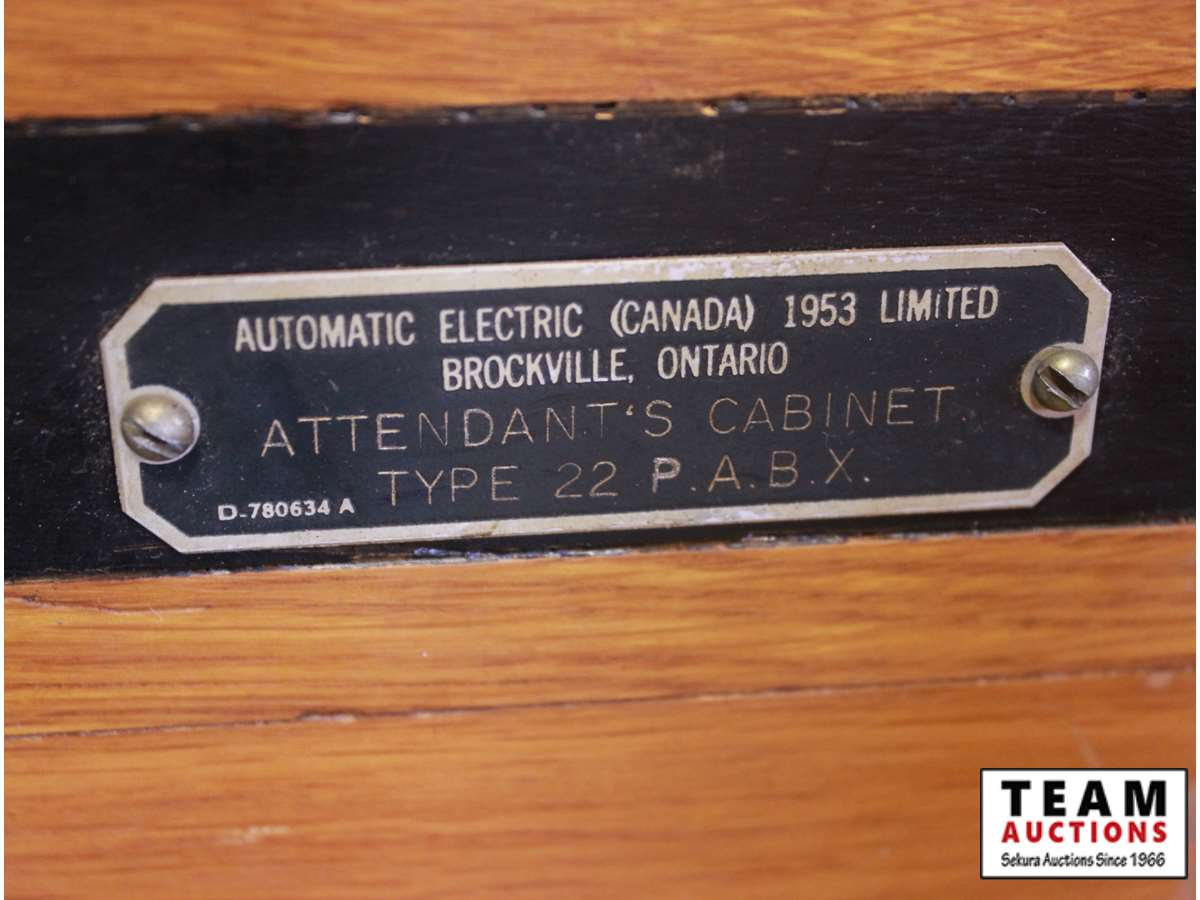 AUTOMATIC ELECTRIC (CANADA) 1953 LIMITED
BROCKVILLE, ONTARIO
ATTENDANT'S CABINET.
TYPE 22 P.A.B.X.
D-780634 A
TEAM
AUCTIONS
Sekura Auctions Since 1966